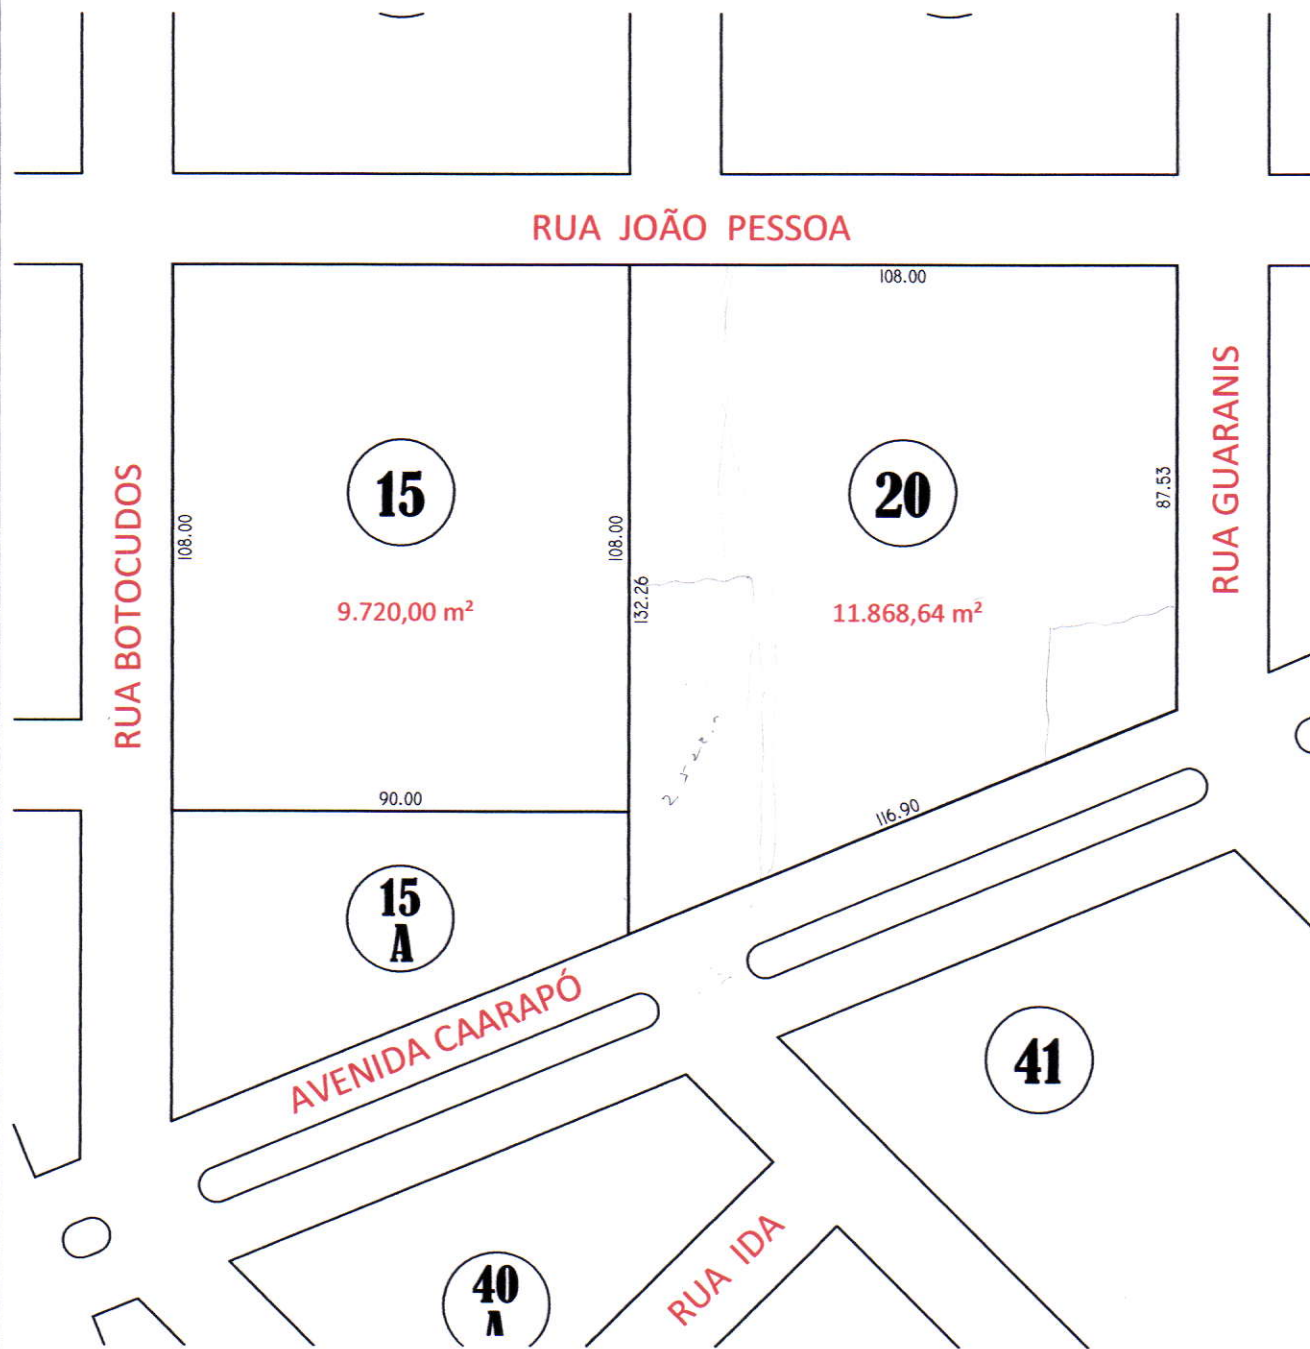 RUA JOÃO PESSOA
108.00
RUA BOTOCUDOS
108.00
15
9.720,00 m²
108.00
132.26
20
11.868,64 m²
87.53
RUA GUARANIS
90.00
116.90
15
A
AVENIDA CAARAPÓ
41
40
A
RUA IDA